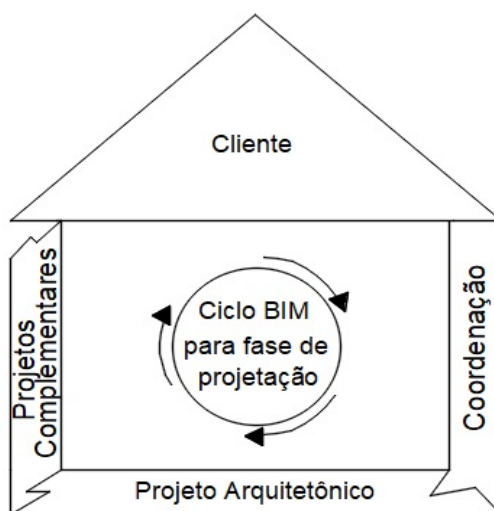 Cliente
Projetos
Complementares
Ciclo BIM
para fase de
projetação
Coordenação
Projeto Arquitetônico